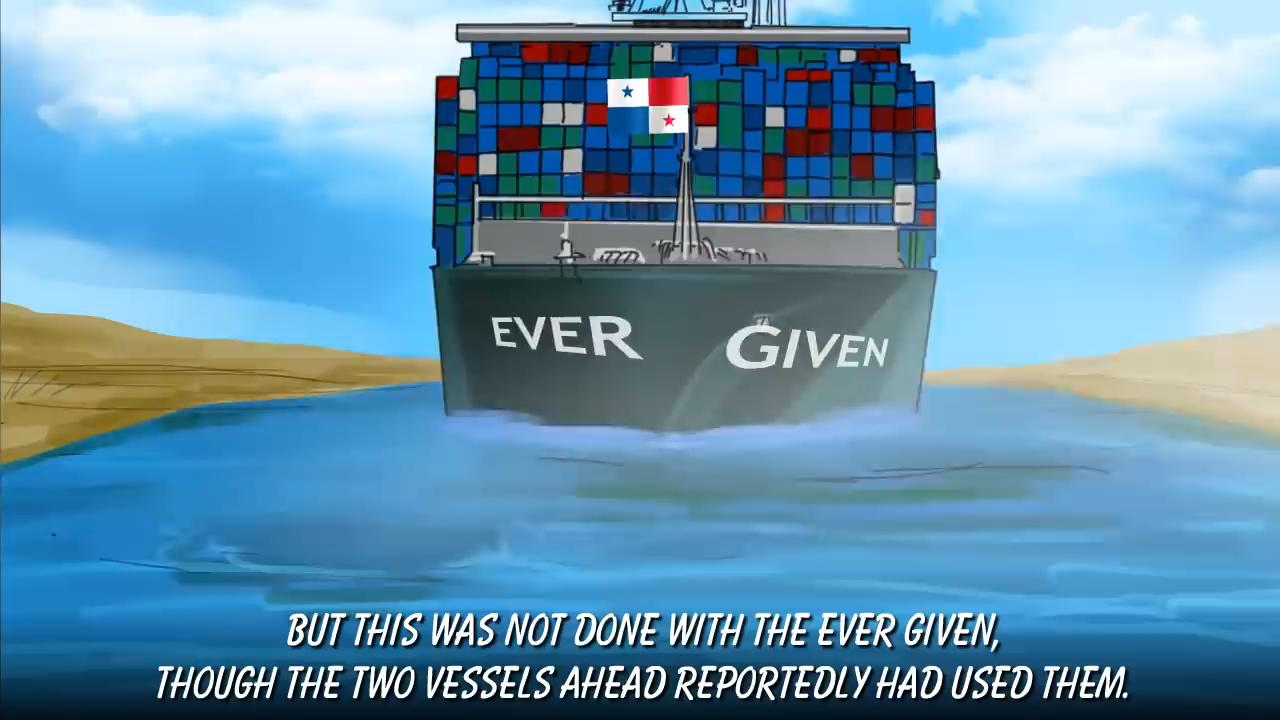 EVER GIVEN
BUT THIS WAS NOT DONE WITH THE EVER GIVEN,
THOUGH THE TWO VESSELS AHEAD REPORTEDLY HAD USED THEM.